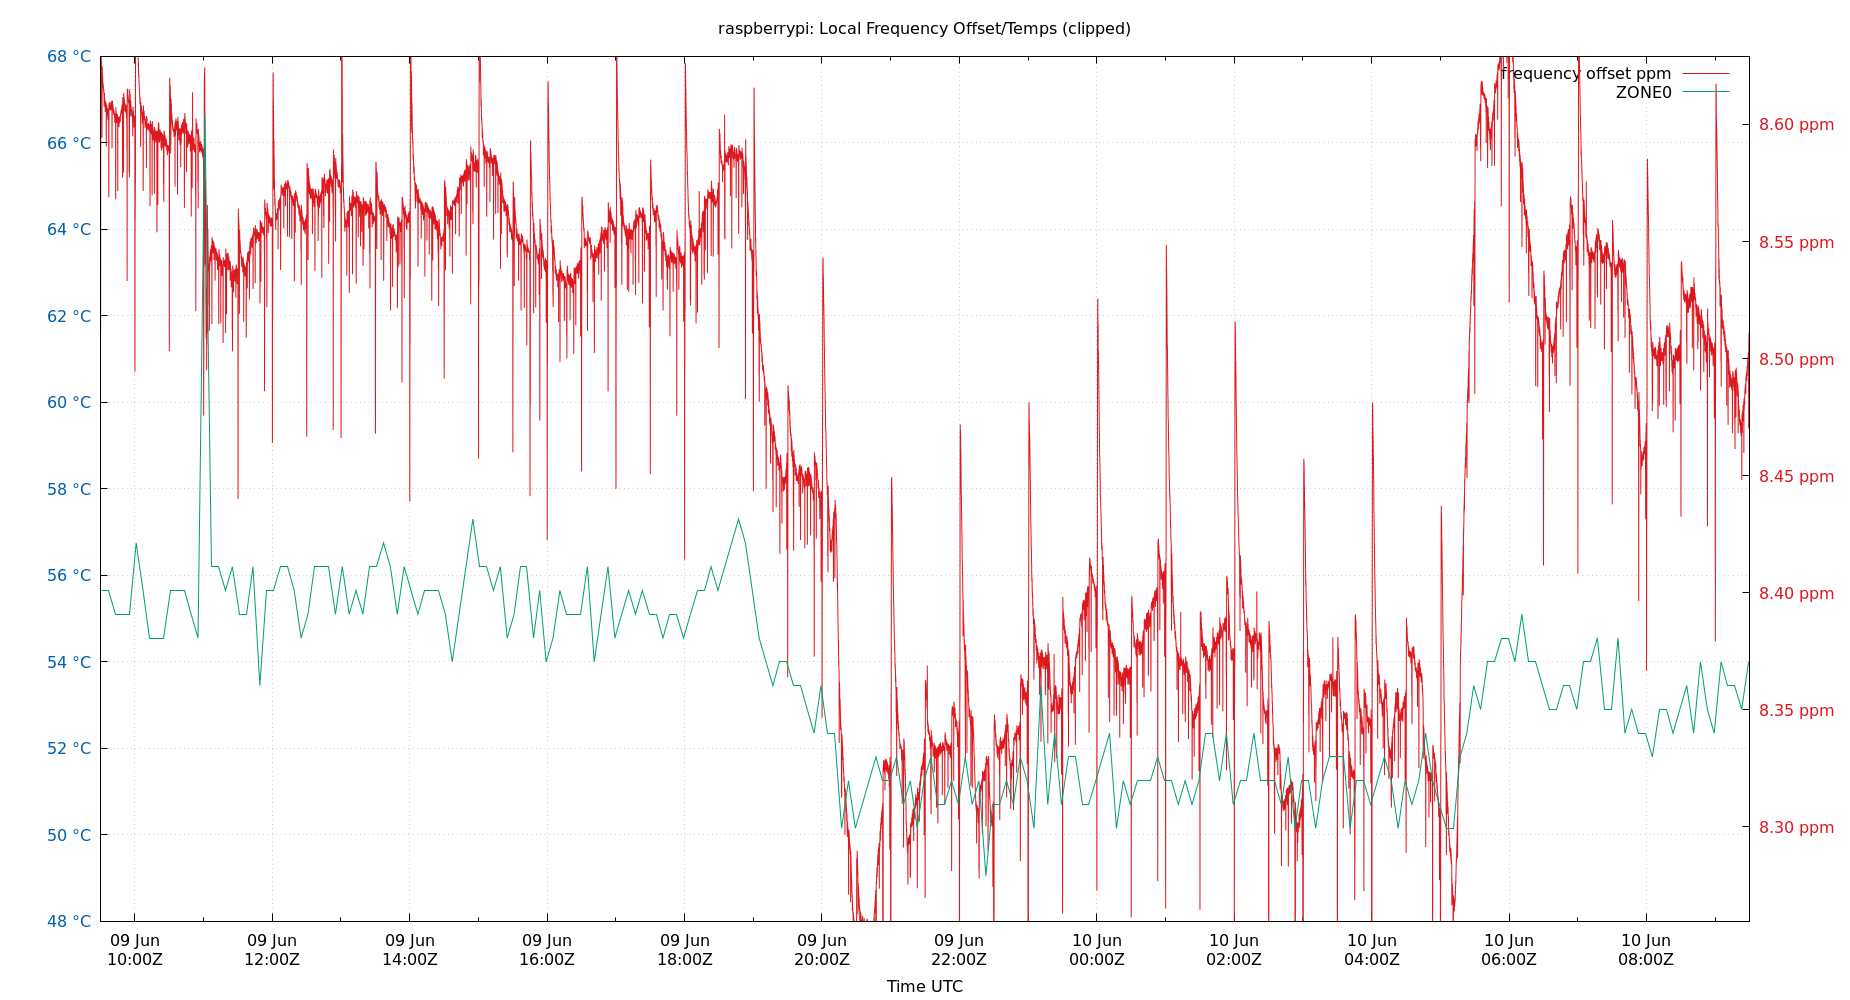 raspberrypi: Local Frequency Offset/Temps (clipped)
68 °C
66 °C
64 °C
62 °C
60 °C
58 °C
56 °C
54 °C
52 °C
50 °C
48 °C
frequency offset ppm
ZONE0
8.60 ppm
8.55 ppm
8.50 ppm
8.45 ppm
8.40 ppm
8.35 ppm
8.30 ppm
09 Jun 09 Jun 09 Jun 09 Jun 09 Jun 09 Jun 09 Jun 10 Jun 10 Jun 10 Jun 10 Jun 10 Jun
10:00Z 12:00Z 14:00Z 16:00Z 18:00Z 20:00Z 22:00Z 00:00Z 02:00Z 04:00Z 06:00Z 08:00Z
Time UTC